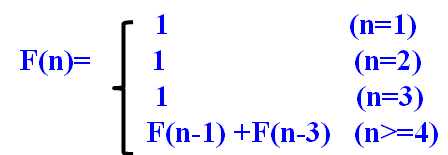 1 (n=1)
F(n)= 1 (n=2)
1 (n=3)
F(n-1) +F(n-3) (n>=4)